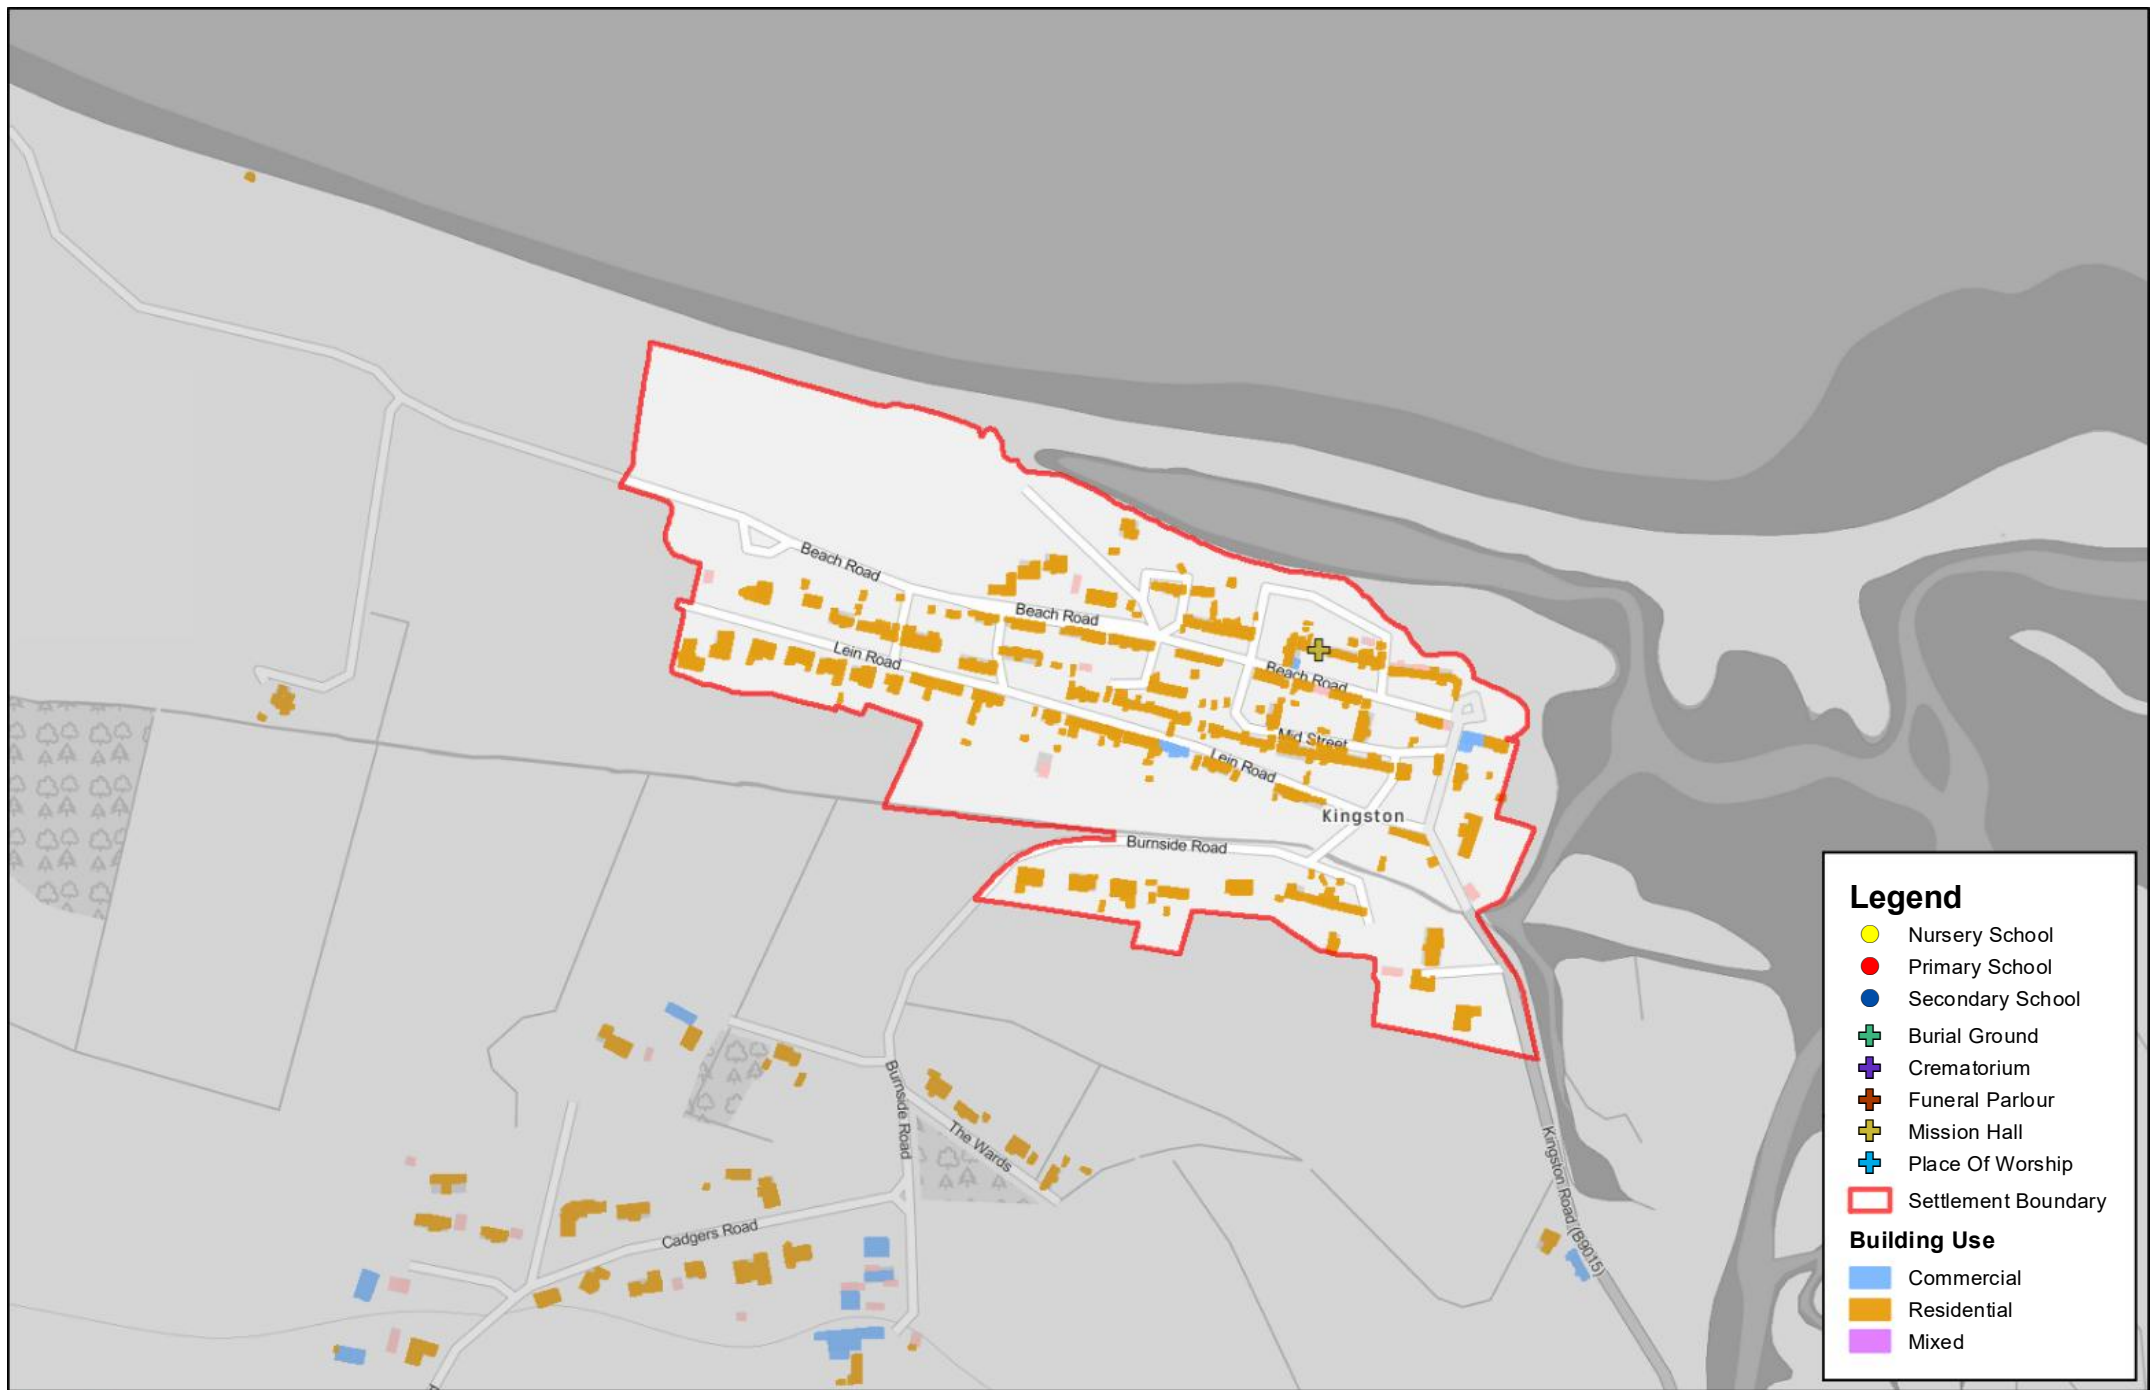 Beach Road
Beach Road
Lein Road
Beach Road
Mid Street
Lein Road
Kingston
Burnside Road
Burnside Road
The Wards
Cadgers Road
Kingston Road (B9015)
Legend
Nursery School
Primary School
Secondary School
Burial Ground
Crematorium
Funeral Parlour
Mission Hall
Place Of Worship
Settlement Boundary
Building Use
Commercial
Residential
Mixed